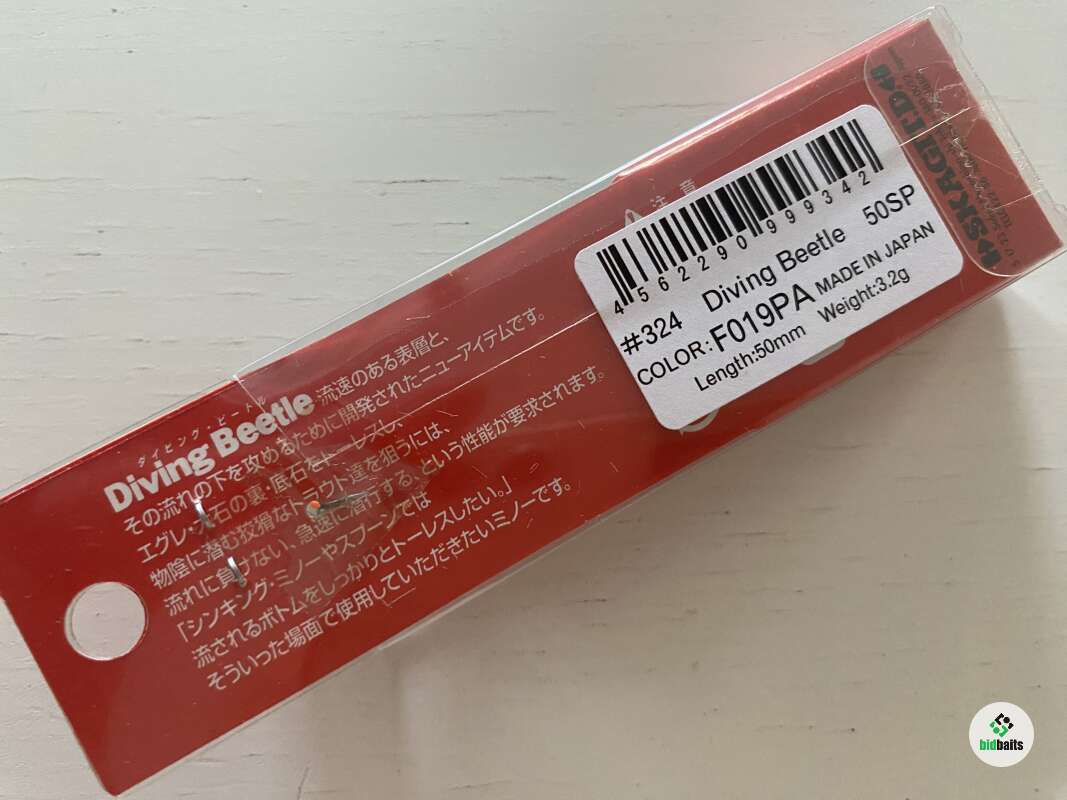 4562290999342
#324 Diving Beetle 50SP
COLOR:F019PA MADE IN JAPAN
Length:50mm Weight:3.2g
SKAGIT
注
ダイビング・ビートル
Diving Beetle 流速のある表層と、
その流れの下を攻めるために開発されたニューアイテムです。
エグレ・大石の裏・底石をトレースし、
物陰に潜む狡猾なトラウト達を狙うには、
流れに負けない、急速に潜行する、という性能が要求されます。
「シンキング・ミノーやスプーンでは
流されるボトムをしっかりとトレースしたい。」
そういった場面で使用していただきたいミノーです。
bidbaits